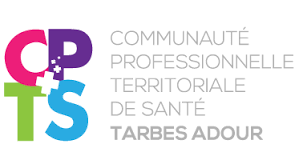 CP
TS
COMMUNAUTÉ
PROFESSIONNELLE
TERRITORIALE
DE SANTÉ
TARBES ADOUR